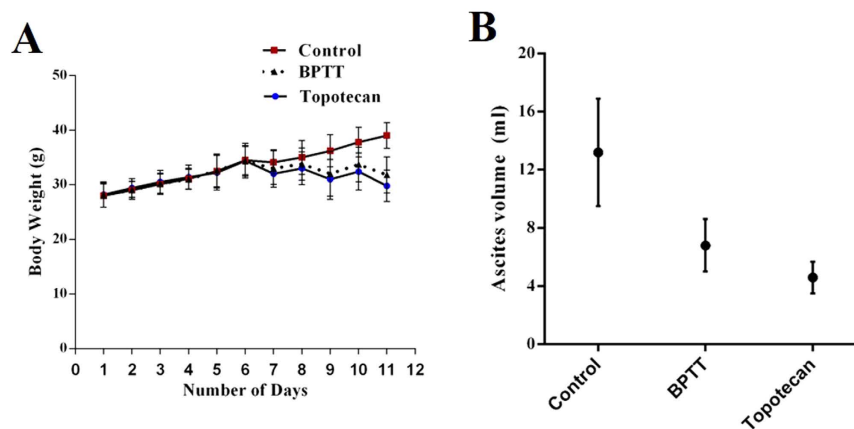 A
Control
BPTT
Topotecan
50
40
30
20
10
0
Body Weight (g)
0 1 2 3 4 5 6 7 8 9 10 11 12
Number of Days
B
20
16
12
8
4
0
Ascites volume (ml)
Control
BPTT
Topotecan